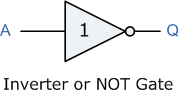 A 1 Q
Inverter or NOT Gate